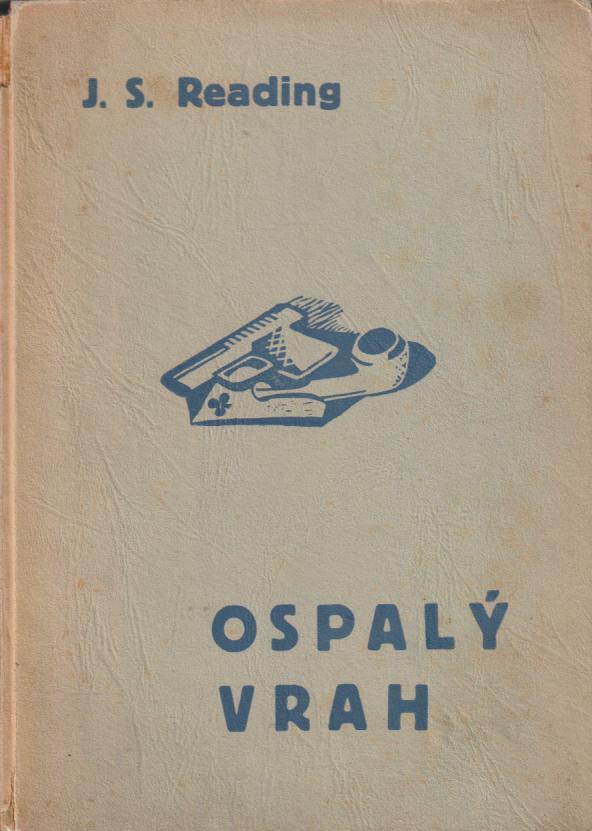 J. S. Reading
OSPALÝ
VRAH